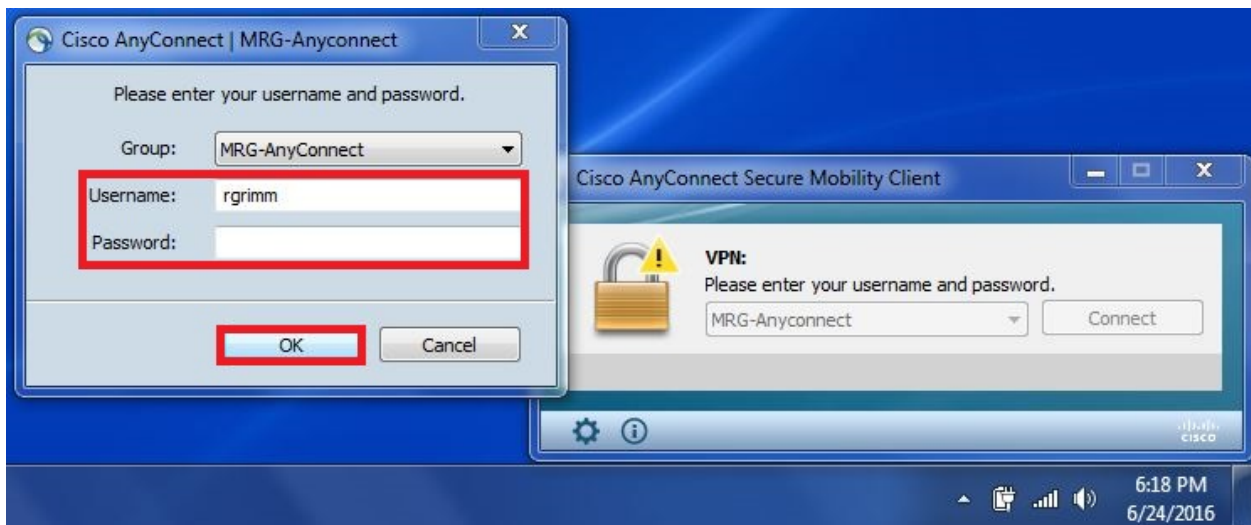 Cisco AnyConnect | MRG-Anyconnect
Please enter your username and password.
Group: MRG-AnyConnect
Username: rgrimm
Password:
OK Cancel
Cisco AnyConnect Secure Mobility Client
VPN:
Please enter your username and password.
MRG-Anyconnect Connect
cisco
6:18 PM
6/24/2016